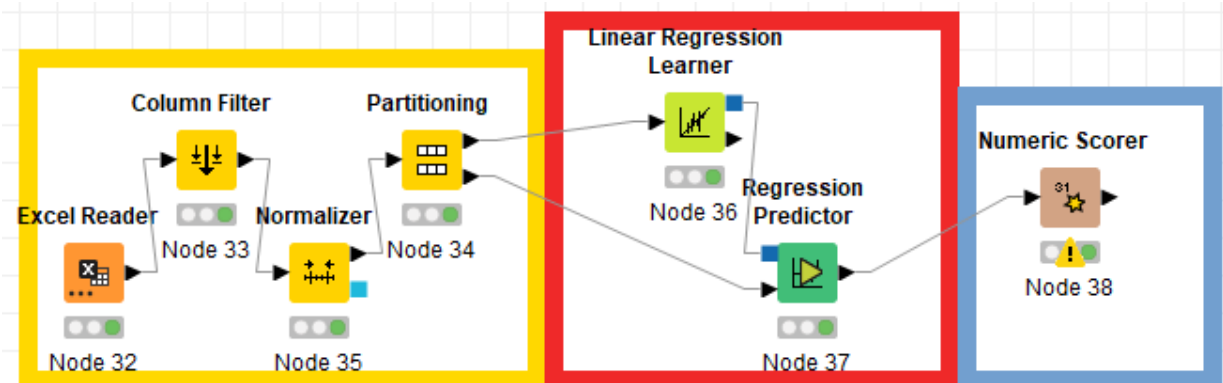 Linear Regression
Learner
Column Filter
Partitioning
Numeric Scorer
Excel Reader
Normalizer
Regression
Predictor
Node 33
Node 34
Node 36
Node 38
Node 32
Node 35
Node 37
X
31
!